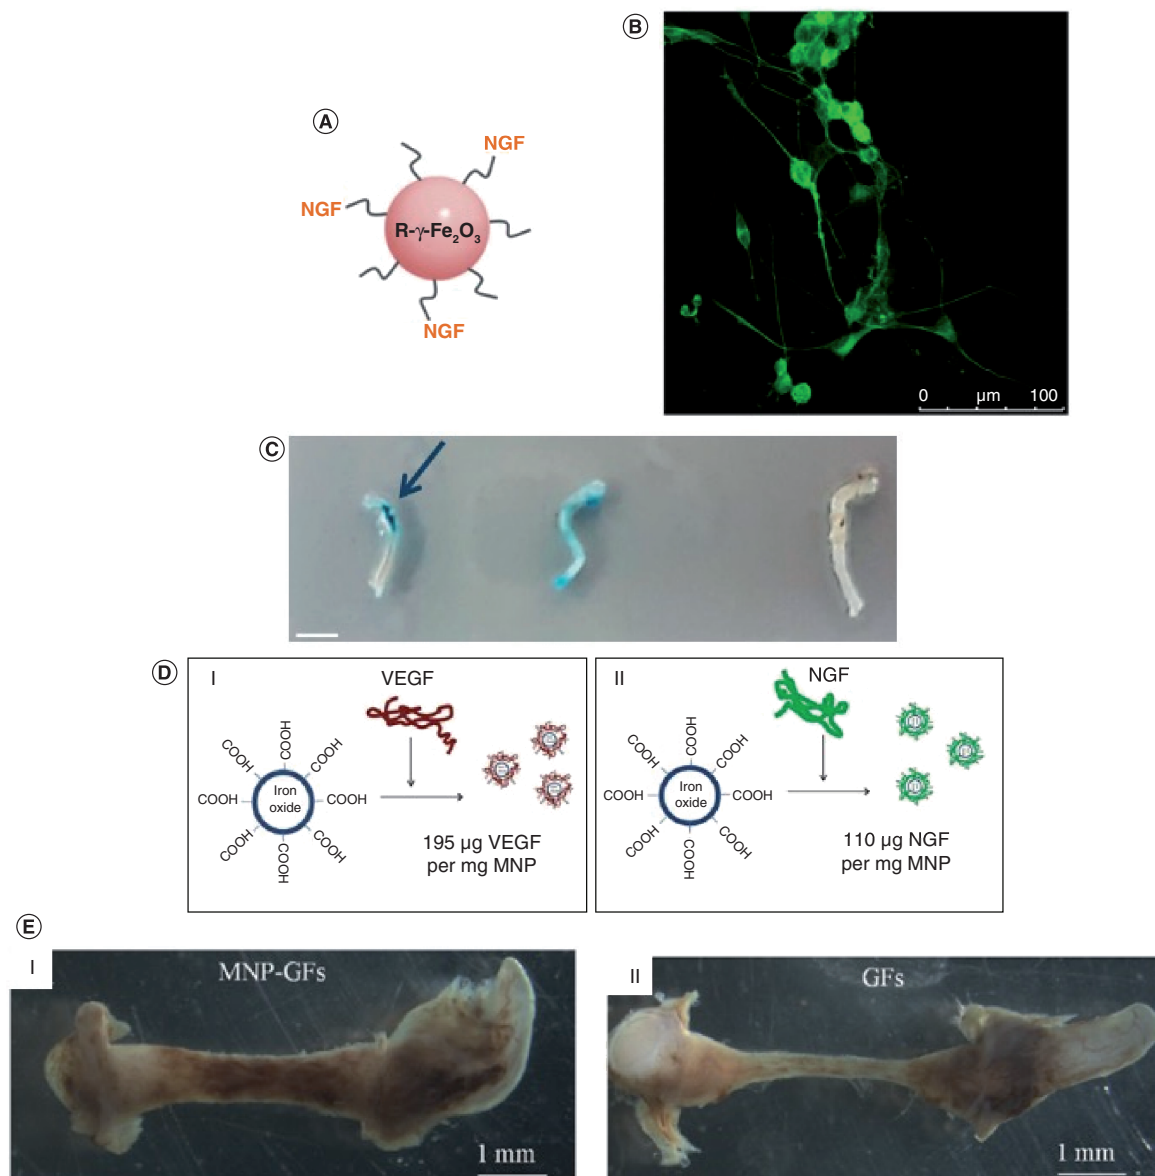 A
NGF
NGF
R-γ-Fe₂O₃
NGF
B
0 μm 100
C
D
I
VEGF
Iron
oxide
COOH
COOH
COOH
COOH
COOH
COOH
COOH
COOH
195 μg VEGF
per mg MNP
II
NGF
Iron
oxide
COOH
COOH
COOH
COOH
COOH
COOH
COOH
COOH
110 μg NGF
per mg MNP
E
I
MNP-GFs
1 mm
II
GFs
1 mm